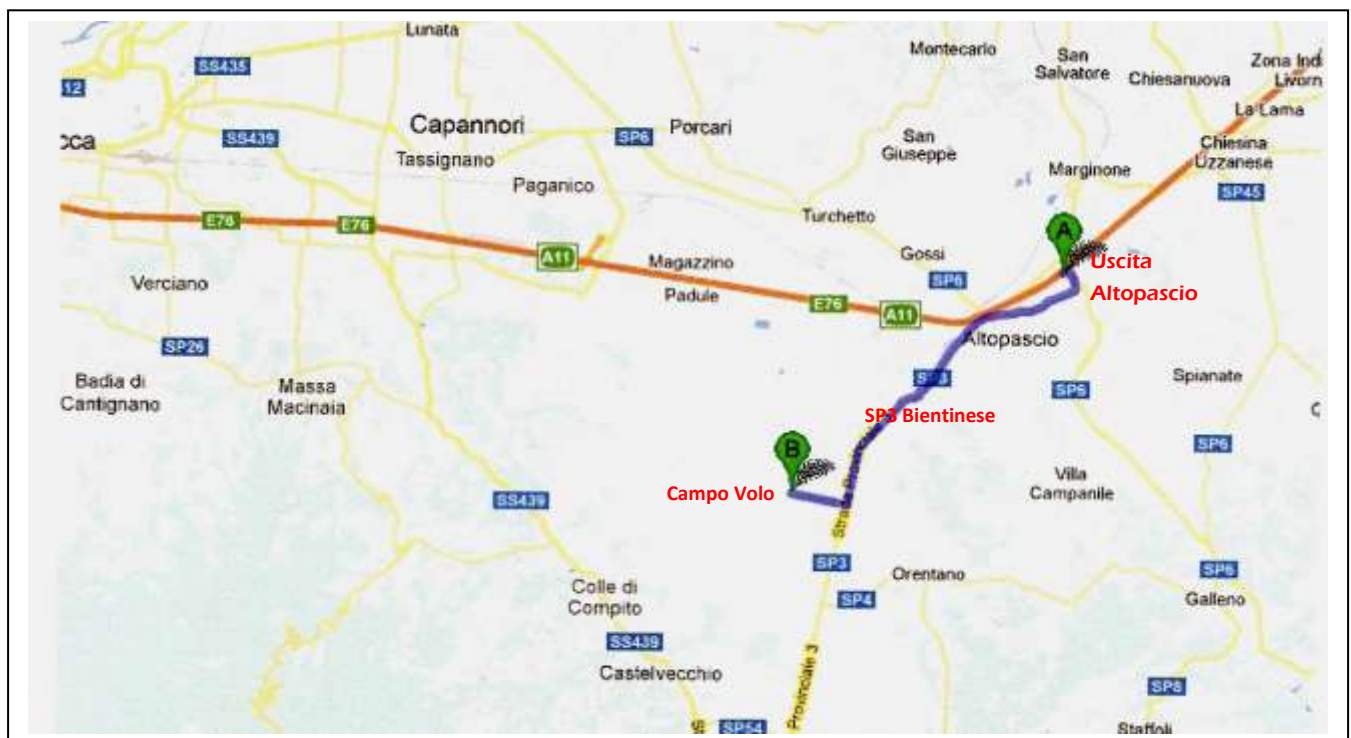 Lunata
Montecarlo
San
Salvatore
Zona Ind
Livorn
SS435
Chiesanuova
12
La Lama
Capannori
SS439
SP6
Porcari
San
Giuseppe
Chiesina
Uzzanese
cca
Tassignano
Marginone
Paganico
SP45
Turchetto
E76
E76
A
A11
Gossi
Uscita
Altopascio
Magazzino
Padule
SP6
Verciano
E76
A11
Altopascio
SP26
Badia di
Cantignano
Massa
Macinaia
SP3
SP6
Spianate
SP3 Bientinese
B
SP6
Campo Volo
Villa
Campanile
SS439
SP3
Orentano
SP4
SP6
Galleno
Colle di
Compito
SS439
Castelvecchio
Provinciale 3
SP8
SP54
Staffoli